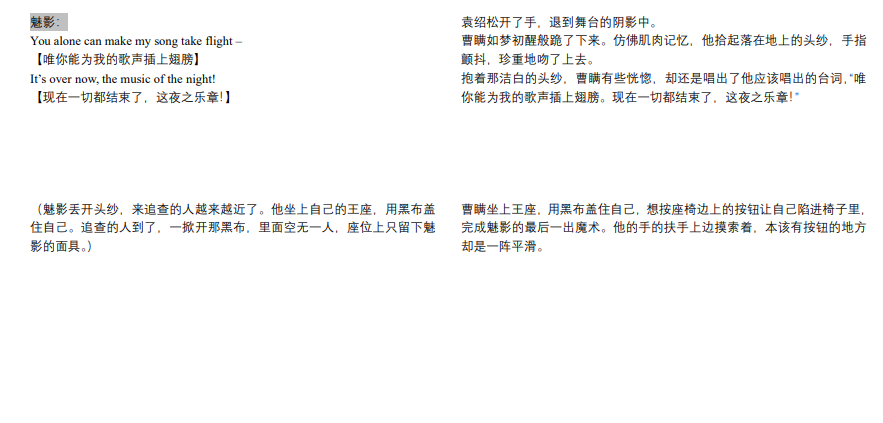 魅影：
You alone can make my song take flight –
【唯你能为我的歌声插上翅膀】
It's over now, the music of the night!
【现在一切都结束了，这夜之乐章！】
（魅影丢开头纱，来追查的人越来越近了。他坐上自己的王座，用黑布盖
住自己。追查的人到了，一掀开那黑布，里面空无一人，座位上只留下魅
影的面具。）
袁绍松开了手，退到舞台的阴影中。
曹瞒如梦初醒般跪了下来。仿佛肌肉记忆，他拾起落在地上的头纱，手指
颤抖，珍重地吻了上去。
抱着那洁白的头纱，曹瞒有些恍惚，却还是唱出了他应该唱出的台词，“唯
你能为我的歌声插上翅膀。现在一切都结束了，这夜之乐章！”
曹瞒坐上王座，用黑布盖住自己，想按座椅边上的按钮让自己陷进椅子里，
完成魅影的最后一出魔术。他的手的扶手上边摸索着，本该有按钮的地方
却是一阵平滑。